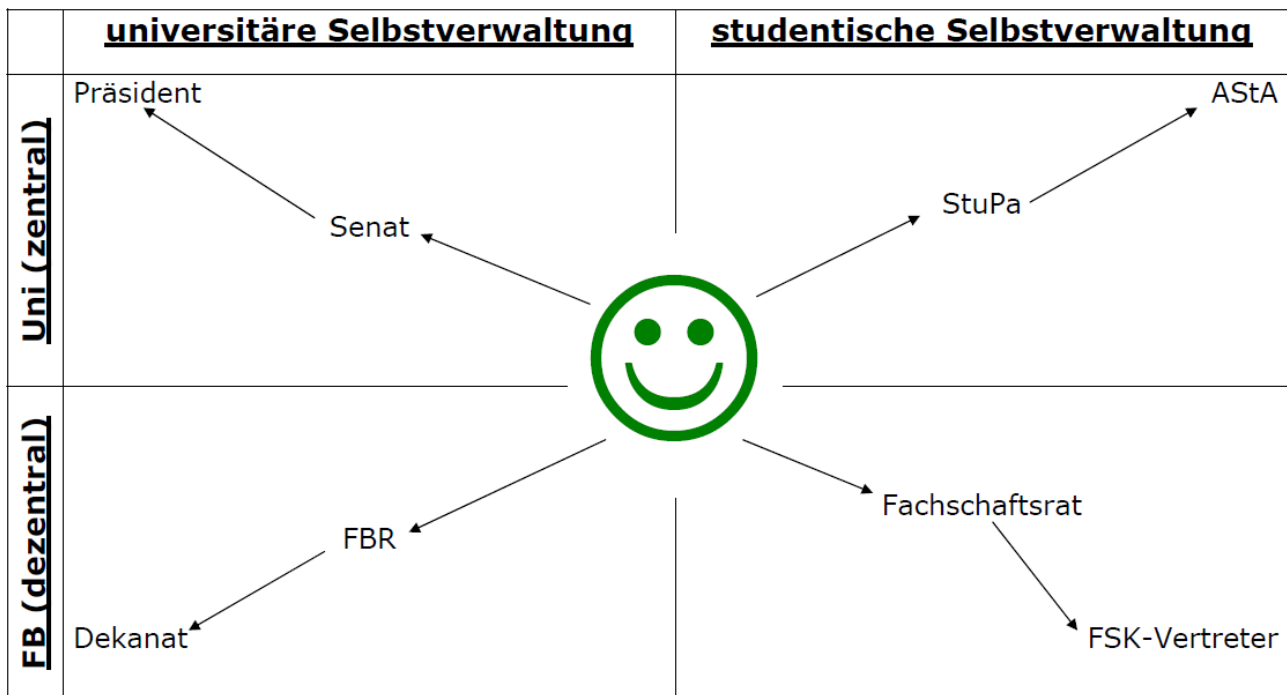 universitäre Selbstverwaltung
studentische Selbstverwaltung
Uni (zentral)
Präsident
Senat
AStA
StuPa
FB (dezentral)
FBR
Dekanat
Fachschaftsrat
FSK-Vertreter